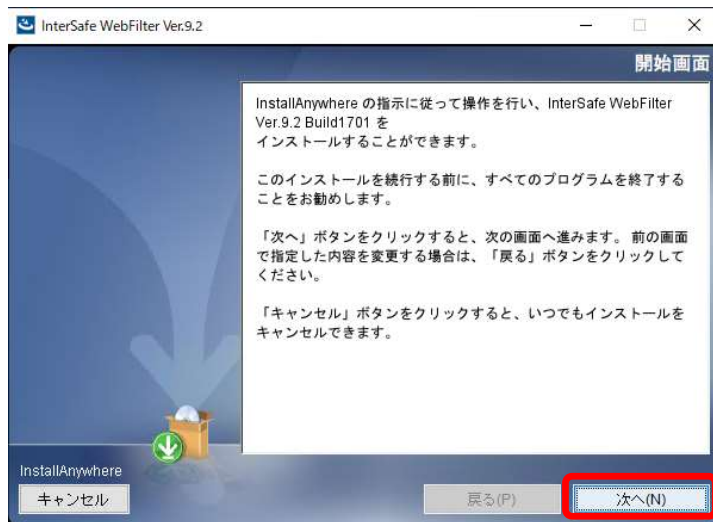 InterSafe WebFilter Ver.9.2
開始画面
InstallAnywhere の指示に従って操作を行い、InterSafe WebFilter
Ver.9.2 Build1701 を
インストールすることができます。
このインストールを続行する前に、すべてのプログラムを終了する
ことをお勧めします。
「次へ」ボタンをクリックすると、次の画面へ進みます。 前の画面
で指定した内容を変更する場合は、「戻る」ボタンをクリックして
ください。
「キャンセル」ボタンをクリックすると、いつでもインストールを
キャンセルできます。
InstallAnywhere
キャンセル
戻る(P)
次へ(N)